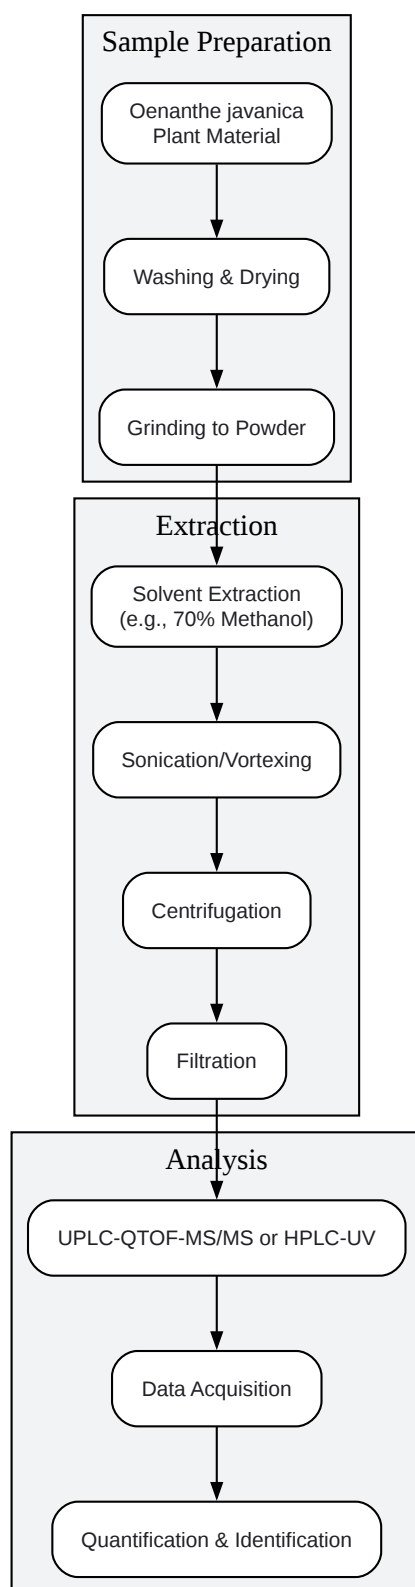 Sample Preparation
Oenanthe javanica
Plant Material
Washing & Drying
Grinding to Powder
Extraction
Solvent Extraction
(e.g., 70% Methanol)
Sonication/Vortexing
Centrifugation
Filtration
Analysis
UPLC-QTOF-MS/MS or HPLC-UV
Data Acquisition
Quantification & Identification